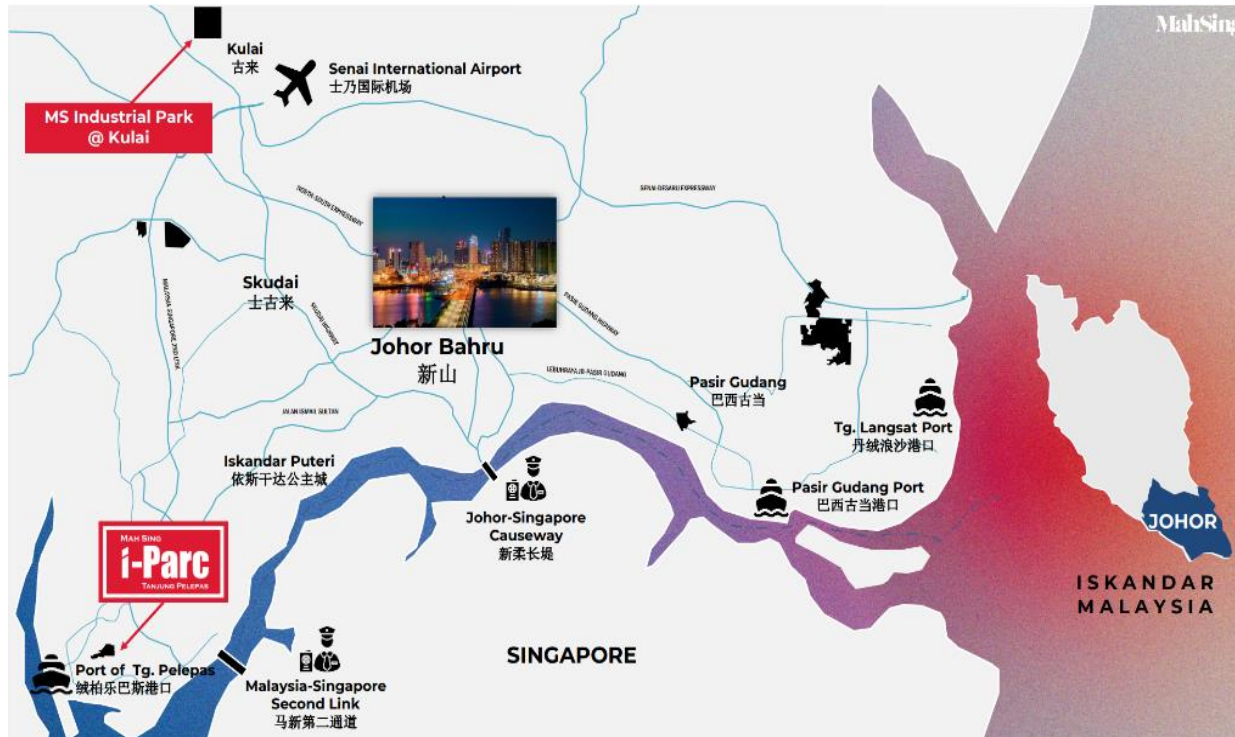 MahSing
Kulai
古来
Senai International Airport
士乃国际机场
MS Industrial Park
@ Kulai
NORTH-SOUTH EXPRESSWAY
SENAI-DESARU EXPRESSWAY
Skudai
士古来
PASIR GUDANG HIGHWAY
Johor Bahru
新山
LEBUHRAYA JB-PASIR GUDANG
Pasir Gudang
巴西古当
Tg. Langsat Port
丹绒浪沙港口
JALAN ISMAIL SULTAN
Iskandar Puteri
依斯干达公主城
Pasir Gudang Port
巴西古当港口
Johor-Singapore
Causeway
新柔长堤
JOHOR
ISKANDAR
MALAYSIA
MAH SING
i-Parc
TANJUNG PELEPAS
SINGAPORE
Port of Tg. Pelepas
绒柏乐巴斯港口
Malaysia-Singapore
Second Link
马新第二通道